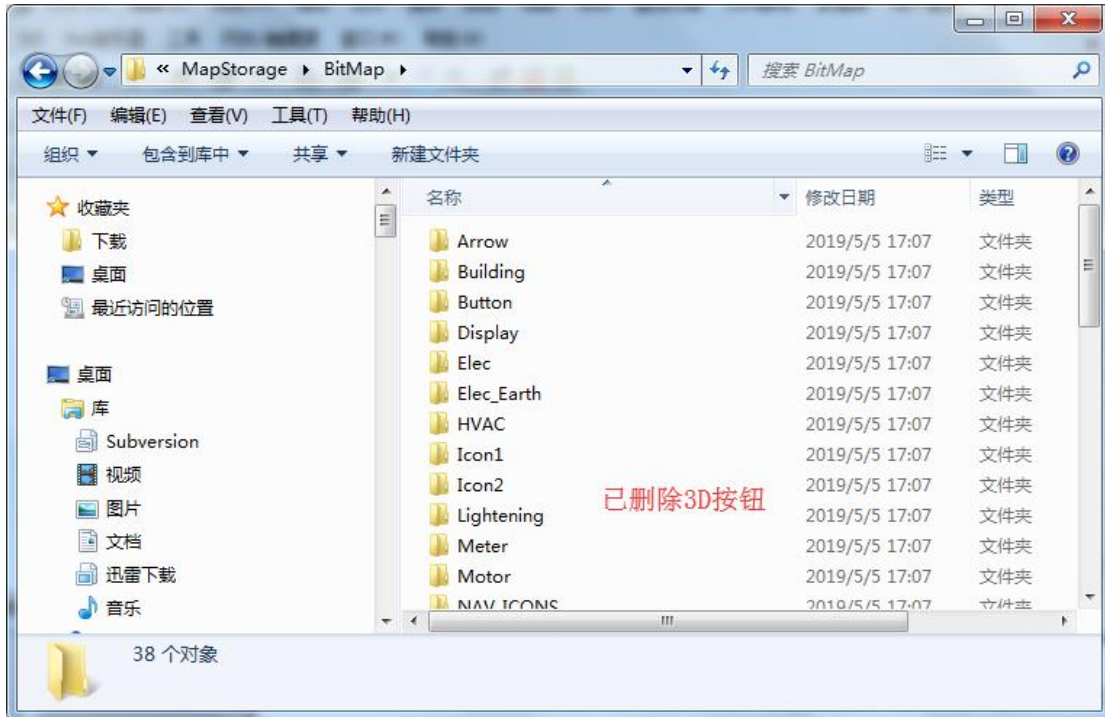 « MapStorage ▸ BitMap ▸
搜索 BitMap
文件(F) 编辑(E) 查看(V) 工具(T) 帮助(H)
组织 包含到库中 共享 新建文件夹
收藏夹
下载
桌面
最近访问的位置
桌面
库
Subversion
视频
图片
文档
迅雷下载
音乐
名称 修改日期 类型
Arrow 2019/5/5 17:07 文件夹
Building 2019/5/5 17:07 文件夹
Button 2019/5/5 17:07 文件夹
Display 2019/5/5 17:07 文件夹
Elec 2019/5/5 17:07 文件夹
Elec_Earth 2019/5/5 17:07 文件夹
HVAC 2019/5/5 17:07 文件夹
Icon1 2019/5/5 17:07 文件夹
Icon2 2019/5/5 17:07 文件夹
已删除3D按钮
Lightening 2019/5/5 17:07 文件夹
Meter 2019/5/5 17:07 文件夹
Motor 2019/5/5 17:07 文件夹
NAV_ICONS 2019/5/5 17:07 文件夹
38 个对象